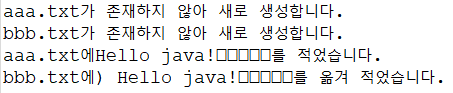 aaa.txt가 존재하지 않아 새로 생성합니다.
bbb.txt가 존재하지 않아 새로 생성합니다.
aaa.txt에Hello java!□□□□□를 적었습니다.
bbb.txt에) Hello java!□□□□□를 옮겨 적었습니다.